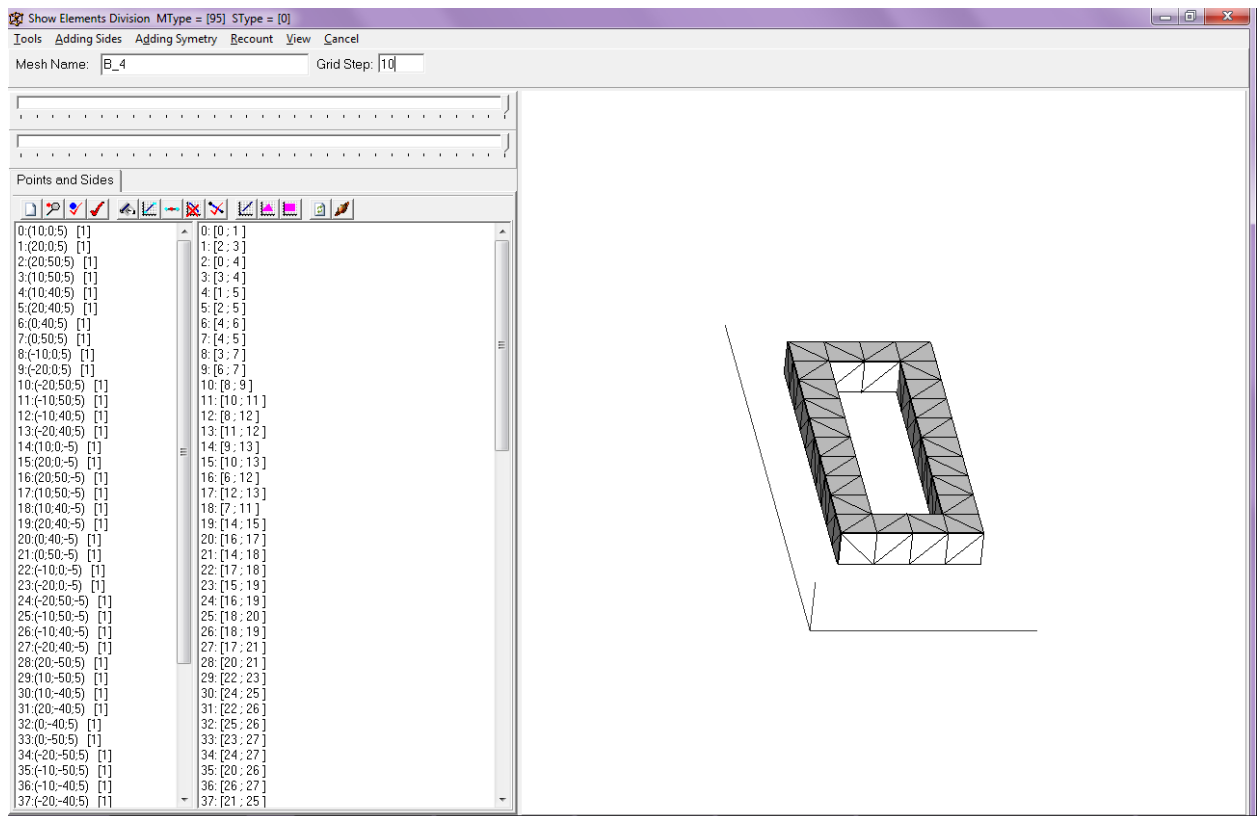 Show Elements Division MType = [95] SType = [0]
Tools Adding Sides Adding Symetry Recount View Cancel
Mesh Name: B_4 Grid Step: 10
Points and Sides
0:(10;0;5) [1] 0: [0 ; 1 ]
1:(20;0;5) [1] 1: [2 ; 3 ]
2:(20;50;5) [1] 2: [0 ; 4 ]
3:(10;50;5) [1] 3: [3 ; 4 ]
4:(10;40;5) [1] 4: [1 ; 5 ]
5:(20;40;5) [1] 5: [2 ; 5 ]
6:(0;40;5) [1] 6: [4 ; 6 ]
7:(0;50;5) [1] 7: [4 ; 5 ]
8:(-10;0;5) [1] 8: [3 ; 7 ]
9:(-20;0;5) [1] 9: [6 ; 7 ]
10:(-20;50;5) [1] 10: [8 ; 9 ]
11:(-10;50;5) [1] 11: [10 ; 11 ]
12:(-10;40;5) [1] 12: [8 ; 12 ]
13:(-20;40;5) [1] 13: [11 ; 12 ]
14:(10;0;-5) [1] 14: [9 ; 13 ]
15:(20;0;-5) [1] 15: [10 ; 13 ]
16:(20;50;-5) [1] 16: [6 ; 12 ]
17:(10;50;-5) [1] 17: [12 ; 13 ]
18:(10;40;-5) [1] 18: [7 ; 11 ]
19:(20;40;-5) [1] 19: [14 ; 15 ]
20:(0;40;-5) [1] 20: [16 ; 17 ]
21:(0;50;-5) [1] 21: [14 ; 18 ]
22:(-10;0;-5) [1] 22: [17 ; 18 ]
23:(-20;0;-5) [1] 23: [15 ; 19 ]
24:(-20;50;-5) [1] 24: [16 ; 19 ]
25:(-10;50;-5) [1] 25: [18 ; 20 ]
26:(-10;40;-5) [1] 26: [18 ; 19 ]
27:(-20;40;-5) [1] 27: [17 ; 21 ]
28:(20;-50;5) [1] 28: [20 ; 21 ]
29:(10;-50;5) [1] 29: [22 ; 23 ]
30:(10;-40;5) [1] 30: [24 ; 25 ]
31:(20;-40;5) [1] 31: [22 ; 26 ]
32:(0;-40;5) [1] 32: [25 ; 26 ]
33:(0;-50;5) [1] 33: [23 ; 27 ]
34:(-20;-50;5) [1] 34: [24 ; 27 ]
35:(-10;-50;5) [1] 35: [20 ; 26 ]
36:(-10;-40;5) [1] 36: [26 ; 27 ]
37:(-20;-40;5) [1] 37: [21 ; 25 ]